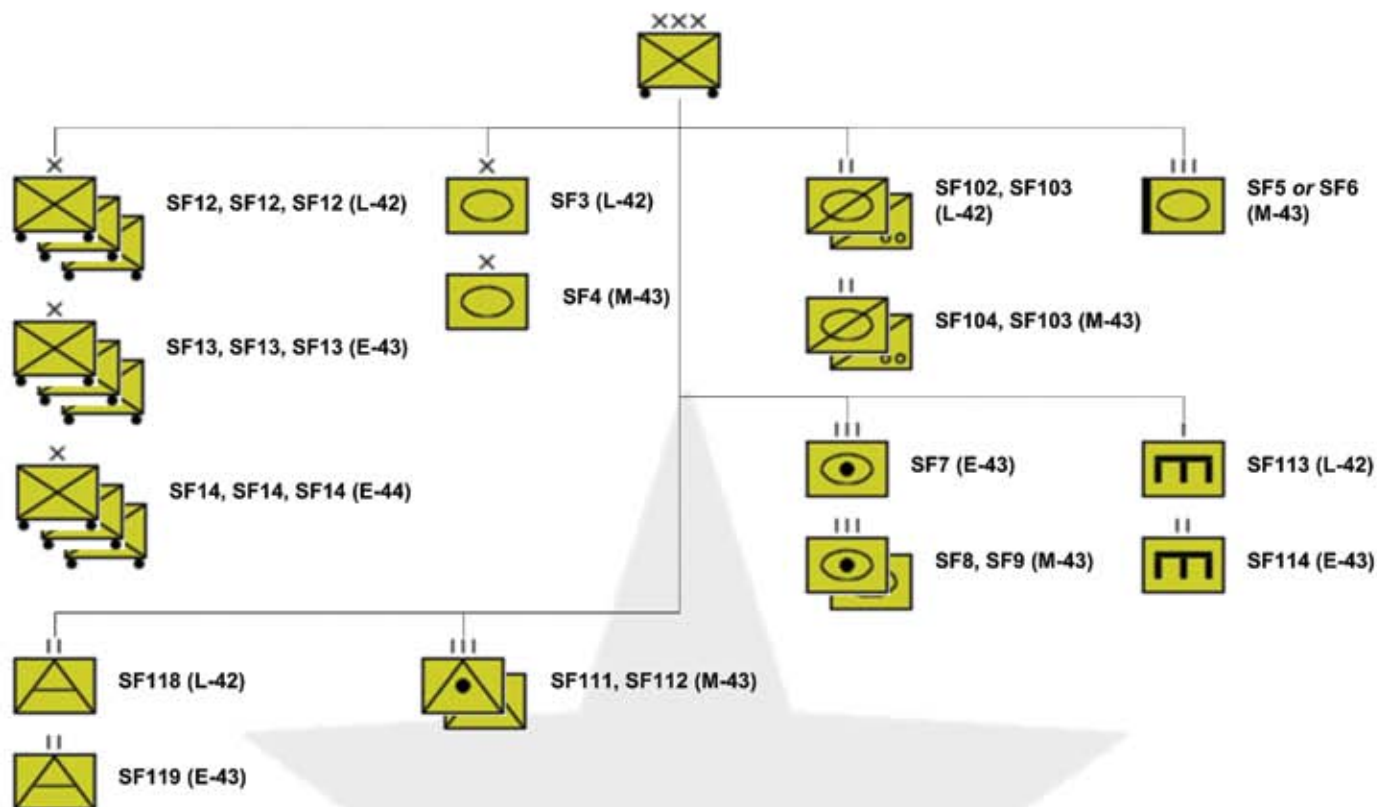 SF12, SF12, SF12 (L-42)
SF3 (L-42)
SF102, SF103
(L-42)
SF5 or SF6
(M-43)
SF4 (M-43)
SF13, SF13, SF13 (E-43)
SF104, SF103 (M-43)
SF14, SF14, SF14 (E-44)
SF7 (E-43)
SF113 (L-42)
SF8, SF9 (M-43)
SF114 (E-43)
SF118 (L-42)
SF111, SF112 (M-43)
SF119 (E-43)